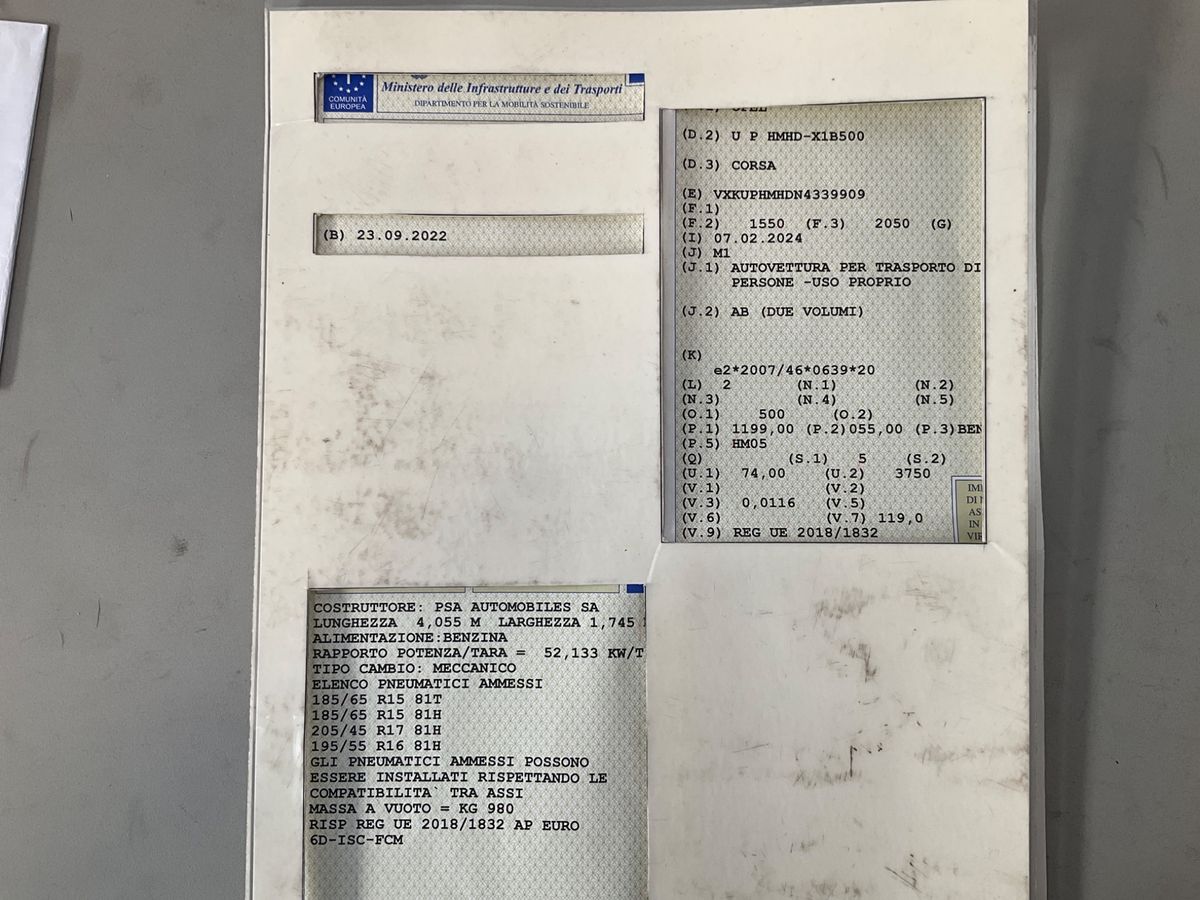 COMUNITÀ
EUROPEA
Ministero delle Infrastrutture e dei Trasporti
DIPARTIMENTO PER LA MOBILITÀ SOSTENIBILE
(B) 23.09.2022
OPEL
(D.2) U P HMHD-X1B500
(D.3) CORSA
(E) VXKUPHMHDN4339909
(F.1)
(F.2) 1550 (F.3) 2050 (G)
(I) 07.02.2024
(J) M1
(J.1) AUTOVETTURA PER TRASPORTO DI
PERSONE -USO PROPRIO
(J.2) AB (DUE VOLUMI)
(K)
e2*2007/46*0639*20
(L) 2 (N.1) (N.2)
(N.3) (N.4) (N.5)
(O.1) 500 (O.2)
(P.1) 1199,00 (P.2)055,00 (P.3)BEN
(P.5) HM05
(Q) (S.1) 5 (S.2)
(U.1) 74,00 (U.2) 3750
(V.1) (V.2)
(V.3) 0,0116 (V.5)
(V.6) (V.7) 119,0
(V.9) REG UE 2018/1832
IM
DI
AS
IN
VI
COSTRUTTORE: PSA AUTOMOBILES SA
LUNGHEZZA 4,055 M LARGHEZZA 1,745
ALIMENTAZIONE:BENZINA
RAPPORTO POTENZA/TARA = 52,133 KW/T
TIPO CAMBIO: MECCANICO
ELENCO PNEUMATICI AMMESSI
185/65 R15 81T
185/65 R15 81H
205/45 R17 81H
195/55 R16 81H
GLI PNEUMATICI AMMESSI POSSONO
ESSERE INSTALLATI RISPETTANDO LE
COMPATIBILITA` TRA ASSI
MASSA A VUOTO = KG 980
RISP REG UE 2018/1832 AP EURO
6D-ISC-FCM